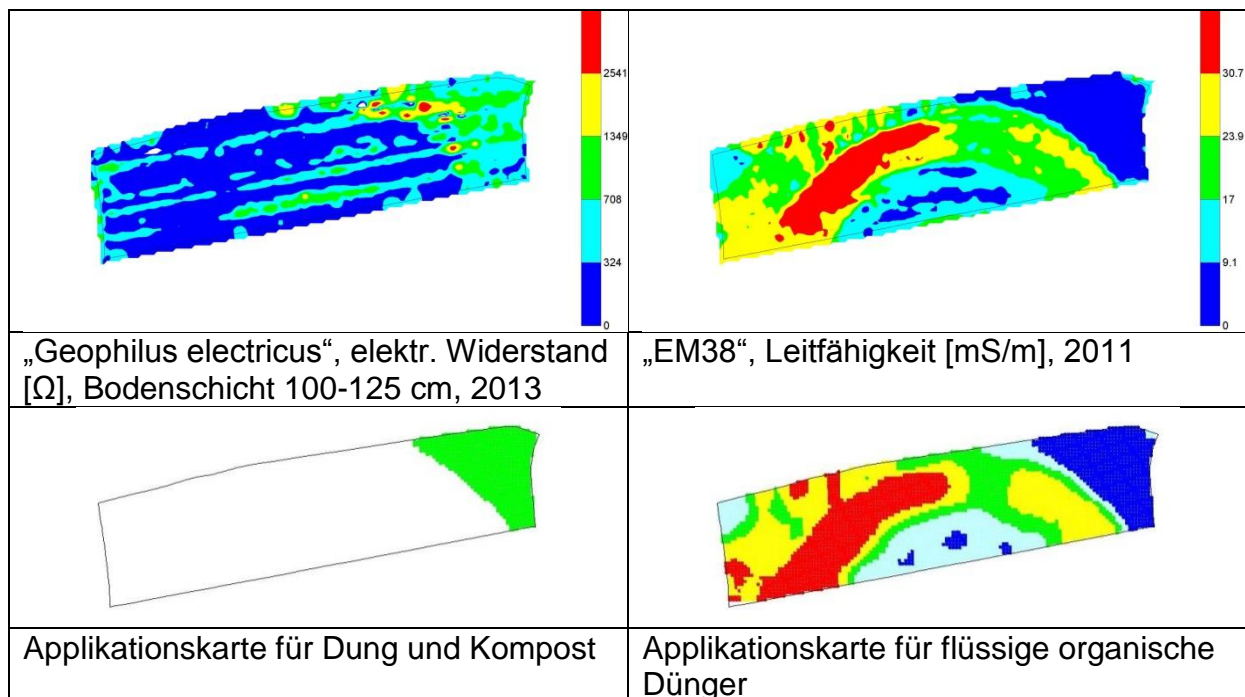 2541
1349
708
324
0
30.7
23.9
17
9.1
0
„Geophilus electricus“, elektr. Widerstand
[Ω], Bodenschicht 100-125 cm, 2013
„EM38“, Leitfähigkeit [mS/m], 2011
Applikationskarte für Dung und Kompost
Applikationskarte für flüssige organische
Dünger